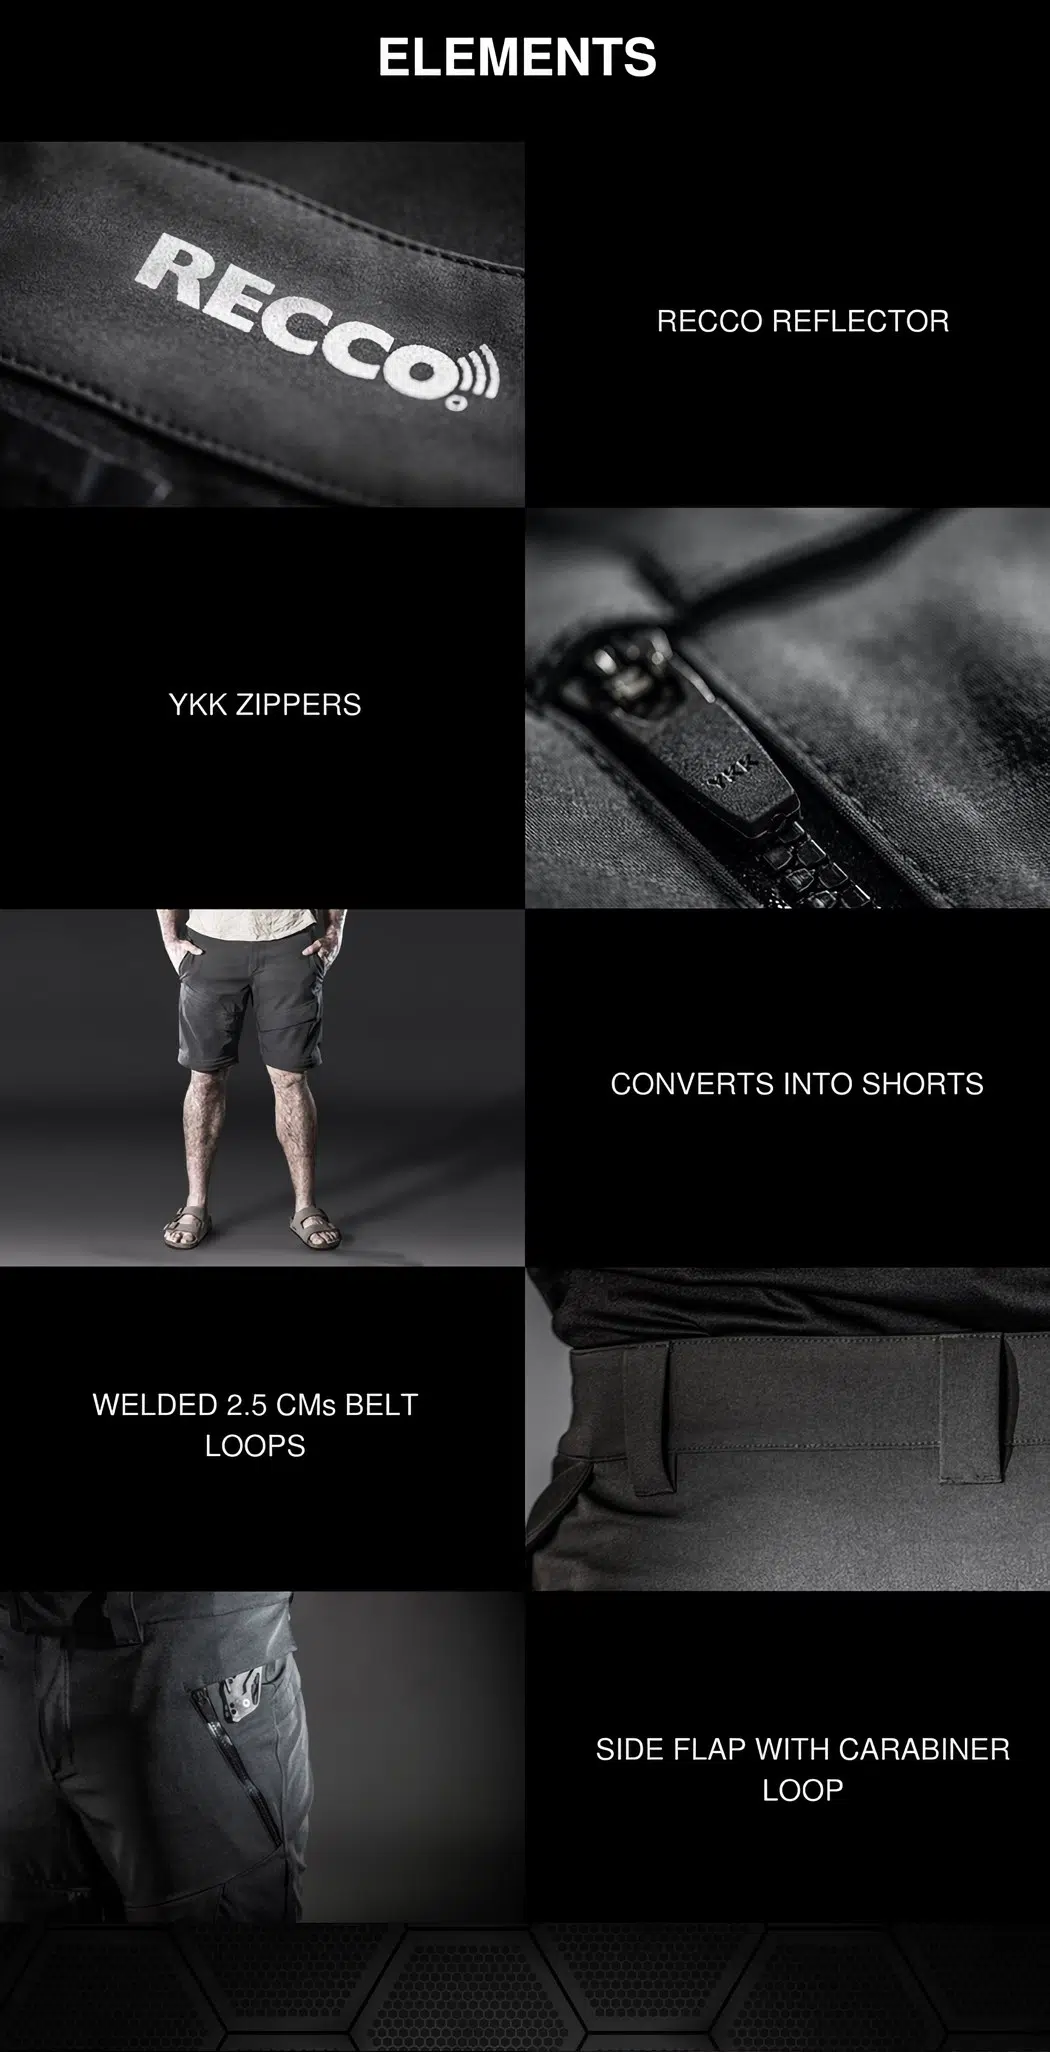 ELEMENTS
RECCO
RECCO REFLECTOR
YKK ZIPPERS
YKK
CONVERTS INTO SHORTS
WELDED 2.5 CMs BELT
LOOPS
SIDE FLAP WITH CARABINER
LOOP